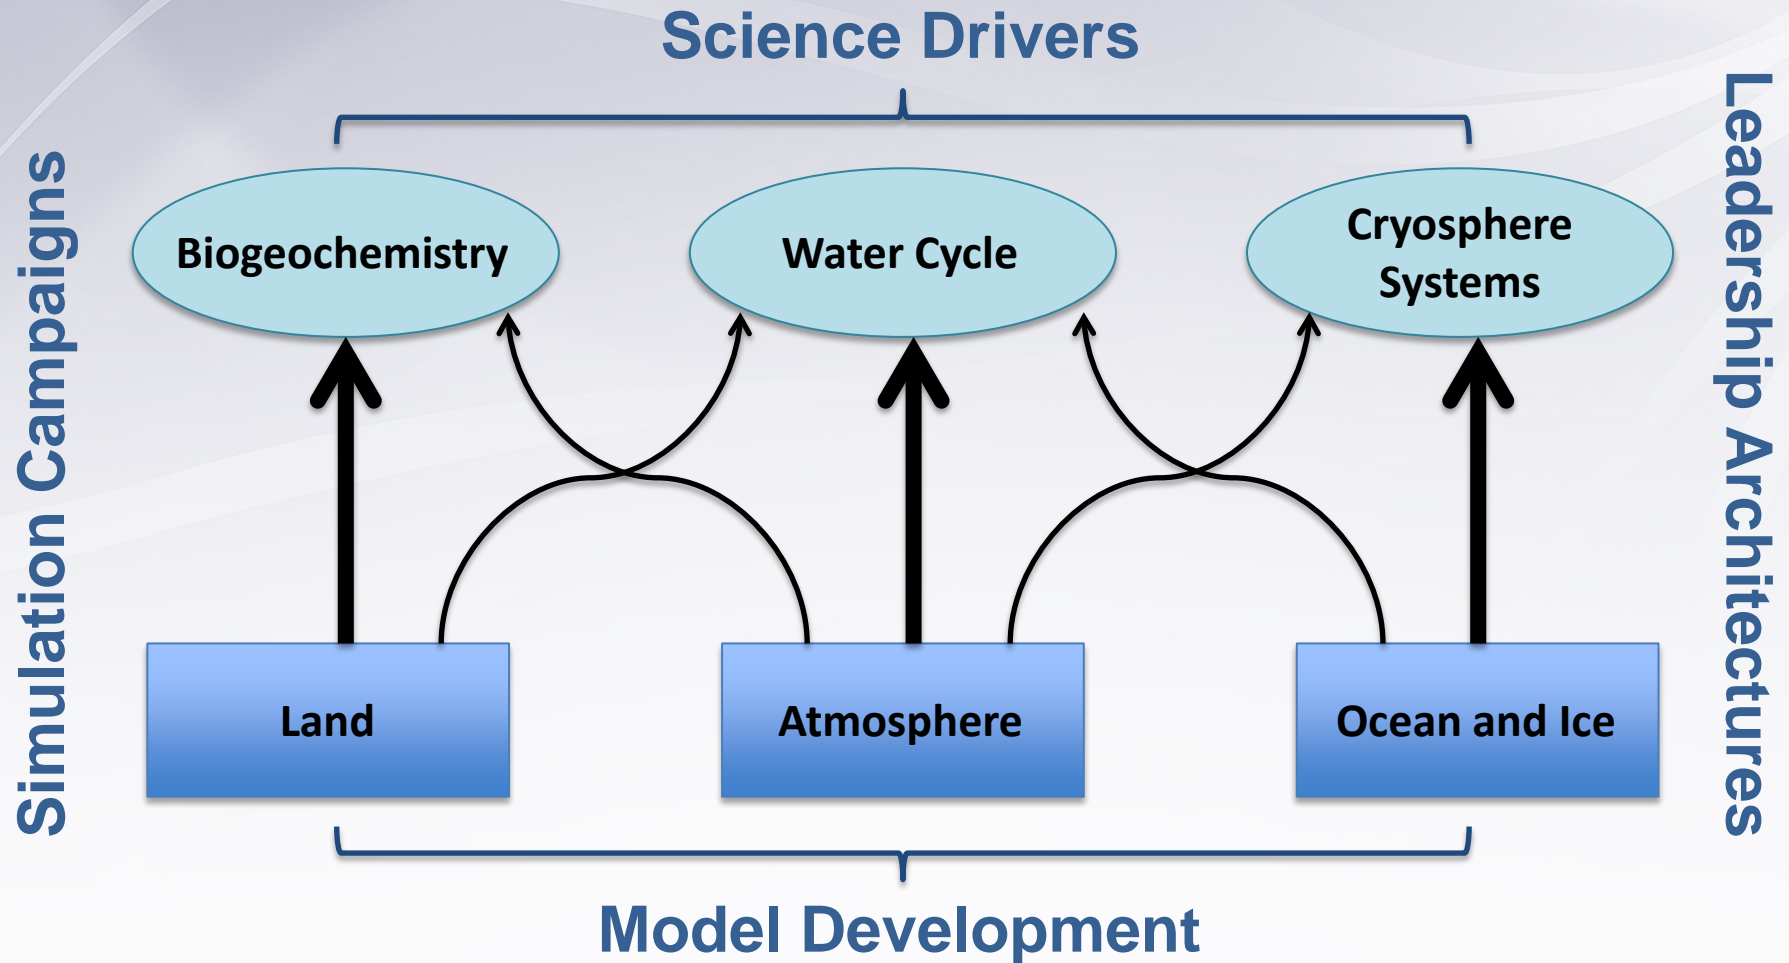 Science Drivers
Simulation Campaigns
Leadership Architectures
Biogeochemistry
Water Cycle
Cryosphere
Systems
Land
Atmosphere
Ocean and Ice
Model Development